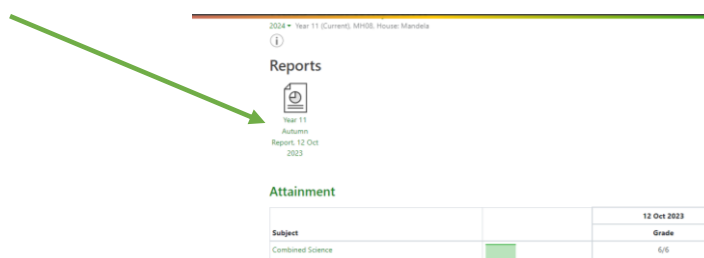 2024 ▾ Year 11 (Current), MH08, House: Mandela
i
Reports
Year 11
Autumn
Report, 12 Oct
2023
Attainment
12 Oct 2023
Subject
Grade
Combined Science
6/6